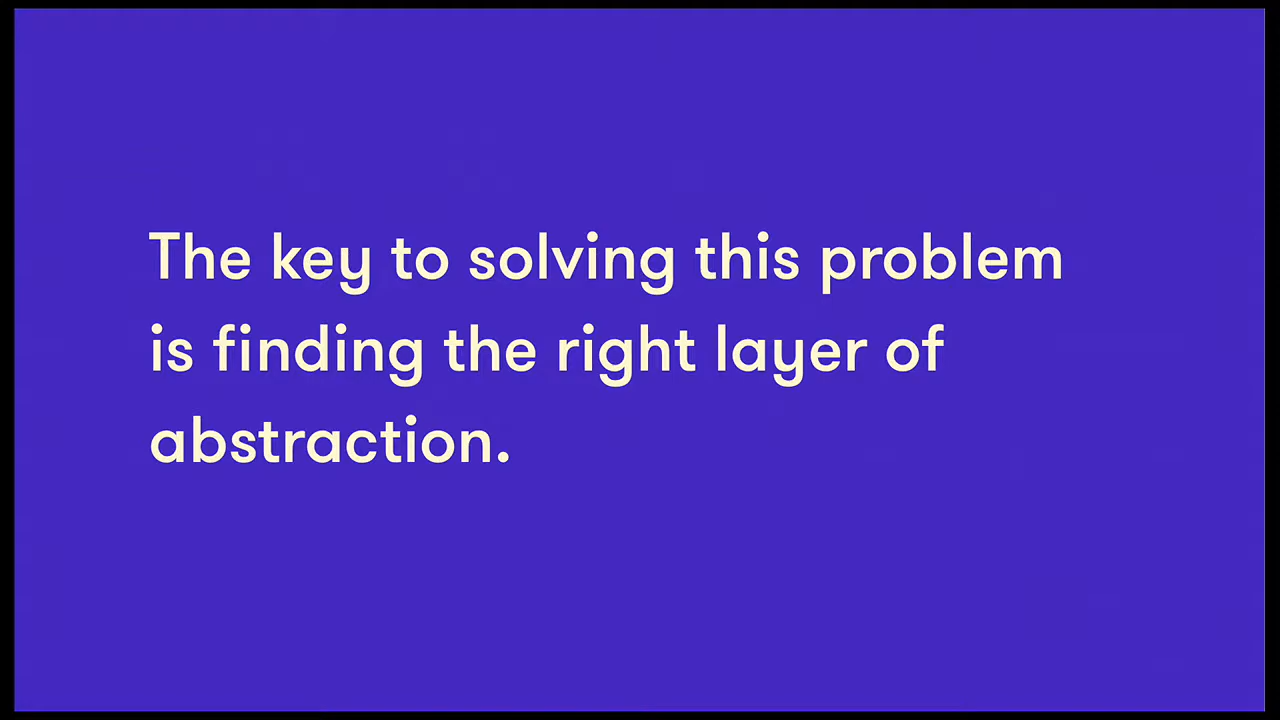 The key to solving this problem
is finding the right layer of
abstraction.